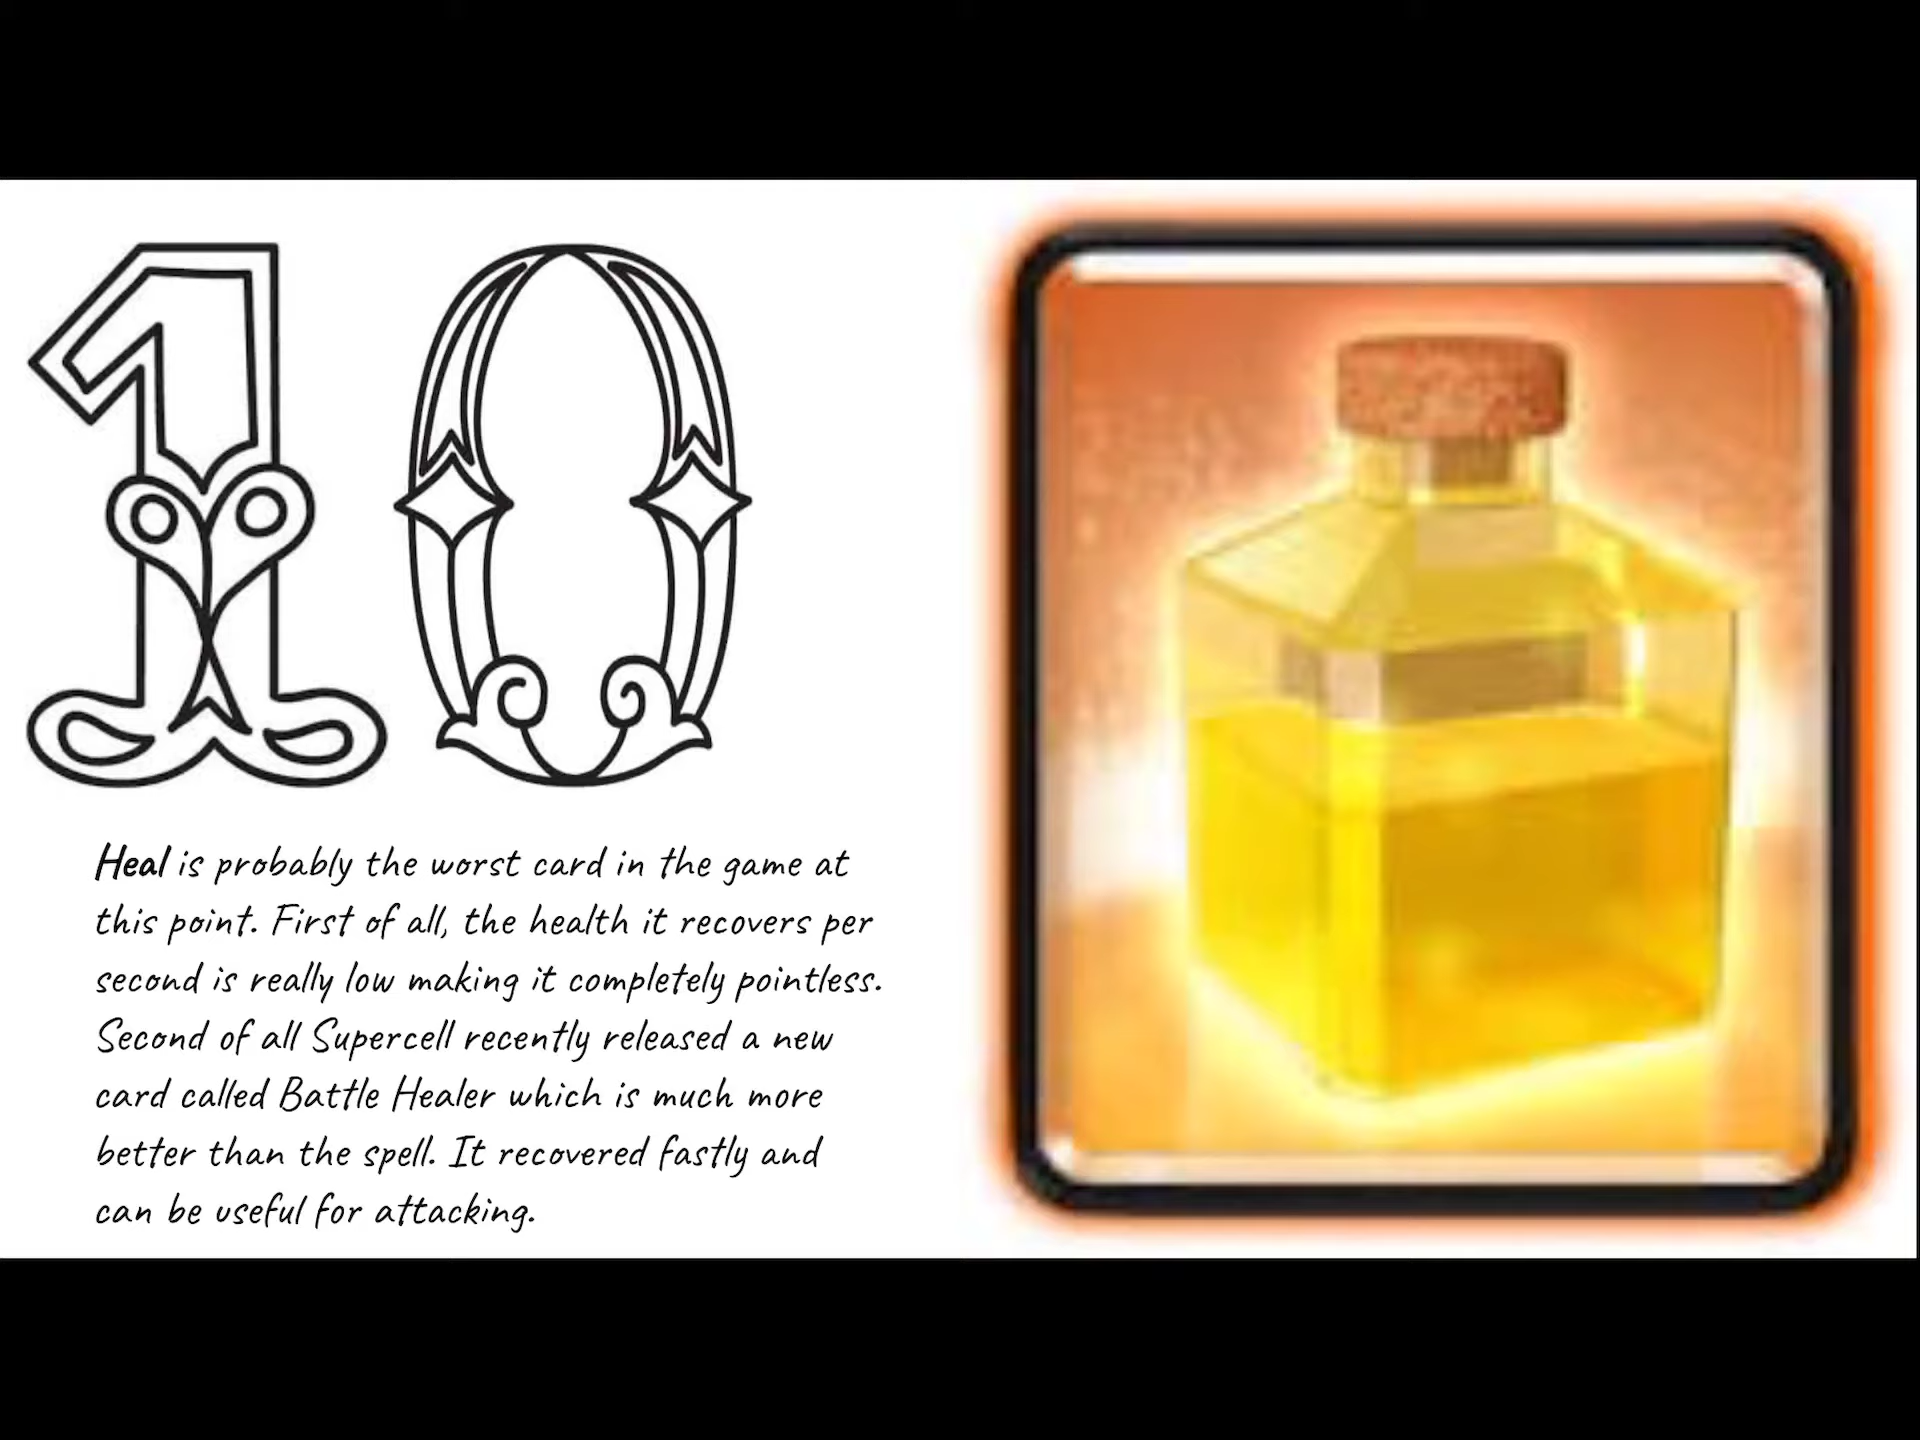 10
Heal is probably the worst card in the game at
this point. First of all, the health it recovers per
second is really low making it completely pointless.
Second of all Supercell recently released a new
card called Battle Healer which is much more
better than the spell. It recovered fastly and
can be useful for attacking.